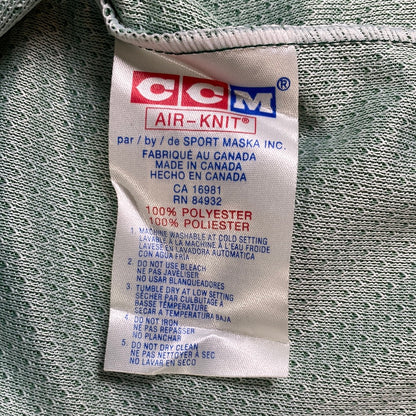 CCM®
AIR-KNIT®
par / by / de SPORT MASKA INC.
FABRIQUÉ AU CANADA
MADE IN CANADA
HECHO EN CANADA
CA 16981
RN 84932
100% POLYESTER
100% POLIESTER
1. MACHINE WASHABLE AT COLD SETTING
LAVABLE À LA MACHINE À L'EAU FROIDE
LAVESE EN LAVADORA AUTOMATICA
CON AGUA FRIA
2. DO NOT USE BLEACH
NE PAS JAVELISER
NO USAR BLANQUEADORES
3. TUMBLE DRY AT LOW SETTING
SÉCHER PAR CULBUTAGE À
BASSE TEMPÉRATURE
SECAR A TEMPERATURA BAJA
4. DO NOT IRON
NE PAS REPASSER
NO PLANCHAR
5. DO NOT DRY CLEAN
NE PAS NETTOYER À SEC
NO LAVAR EN SECO